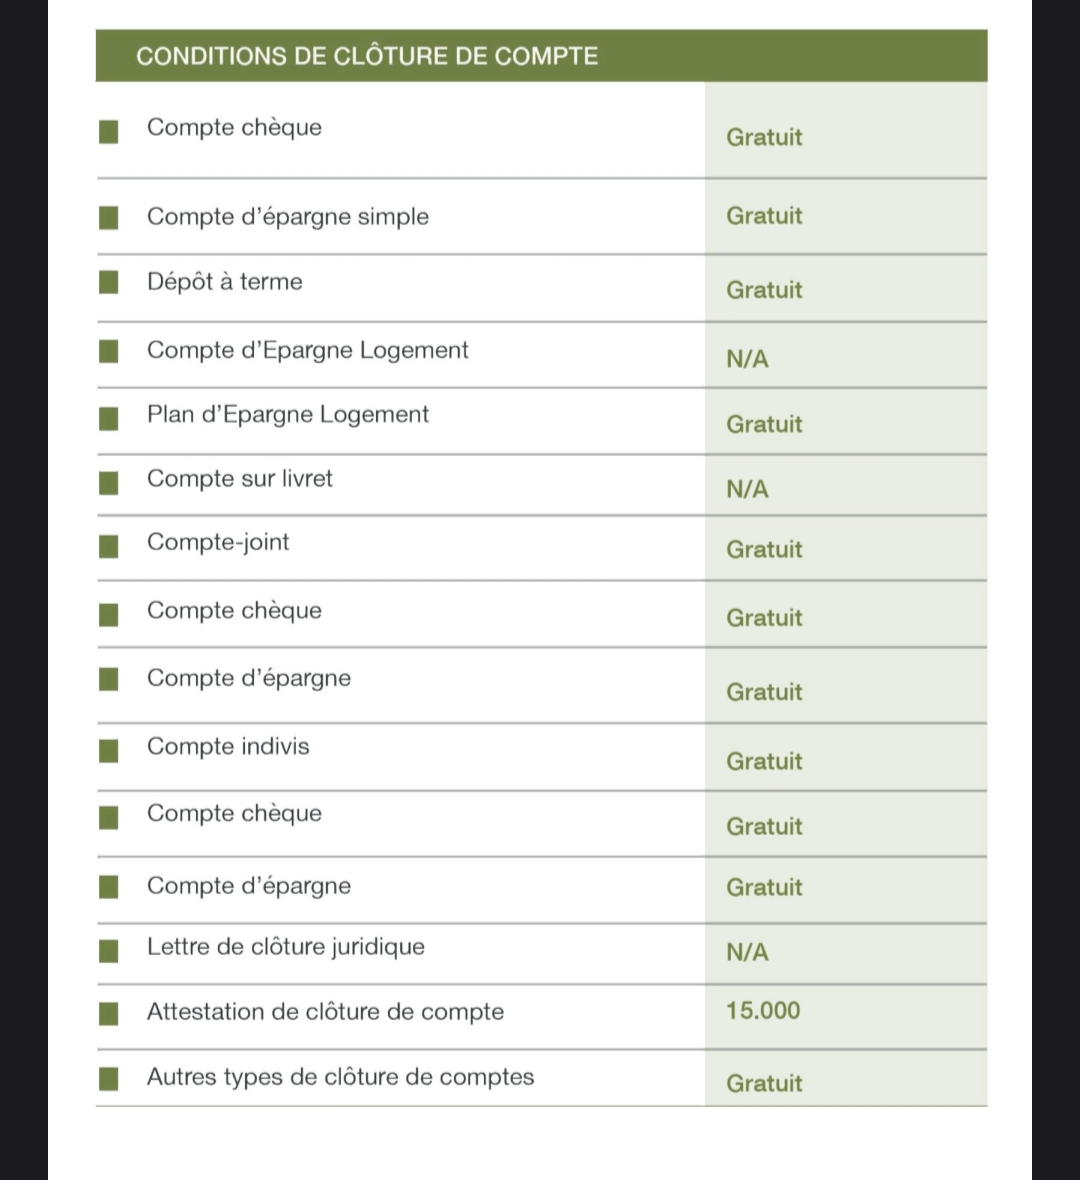 CONDITIONS DE CLÔTURE DE COMPTE
Compte chèque Gratuit
Compte d’épargne simple Gratuit
Dépôt à terme Gratuit
Compte d’Epargne Logement N/A
Plan d’Epargne Logement Gratuit
Compte sur livret N/A
Compte-joint Gratuit
Compte chèque Gratuit
Compte d’épargne Gratuit
Compte indivis Gratuit
Compte chèque Gratuit
Compte d’épargne Gratuit
Lettre de clôture juridique N/A
Attestation de clôture de compte 15.000
Autres types de clôture de comptes Gratuit